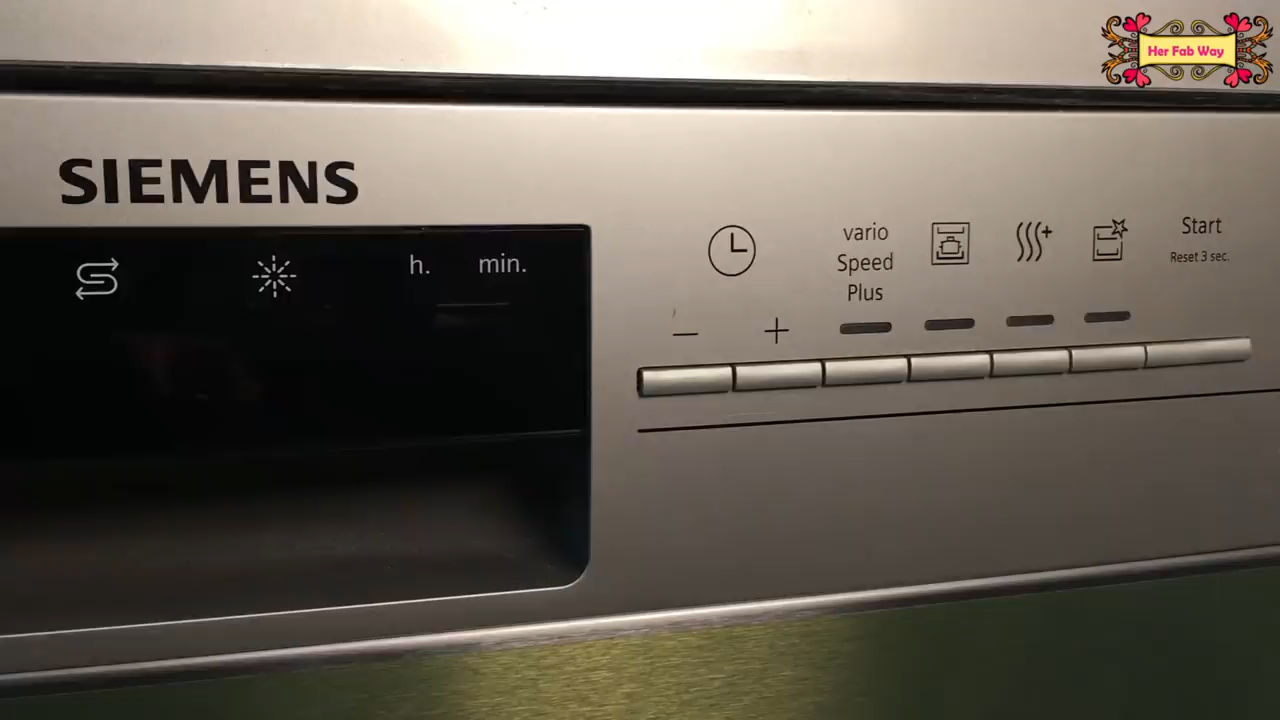 Her Fab Way
SIEMENS
h. min.
vario
Speed
Plus
Start
Reset 3 sec.
− +